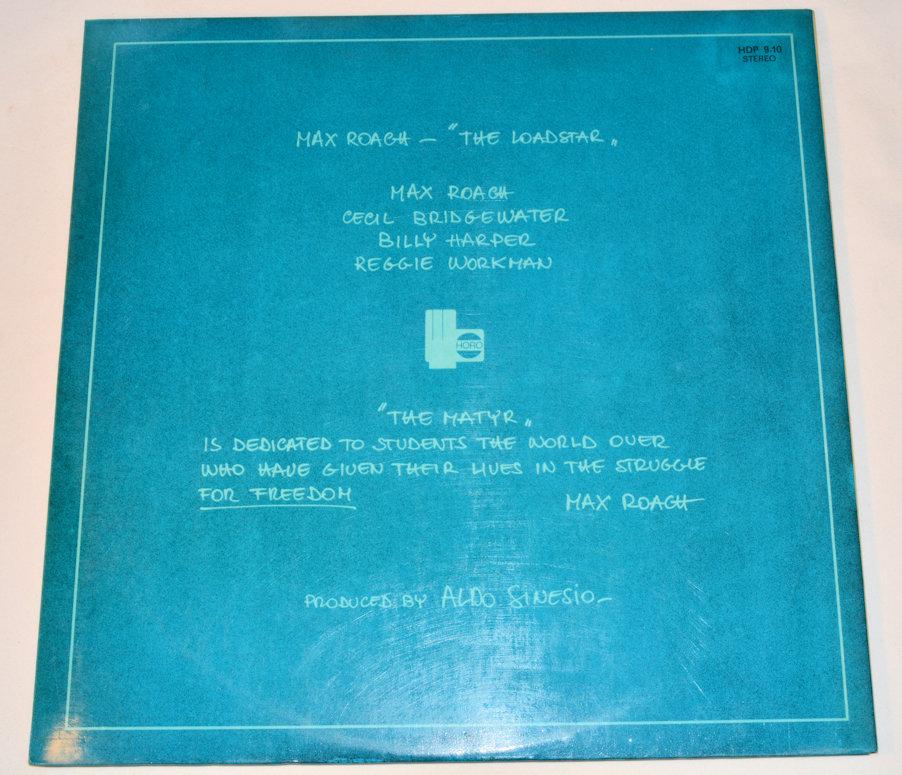 HDP 9.10
STEREO
MAX ROACH — "THE LOADSTAR„
MAX ROACH
CECIL BRIDGEWATER
BILLY HARPER
REGGIE WORKMAN
HORO
"THE MATYR„
IS DEDICATED TO STUDENTS THE WORLD OVER
WHO HAVE GIVEN THEIR LIVES IN THE STRUGGLE
FOR FREEDOM
MAX ROACH
PRODUCED BY ALDO SINESIO—